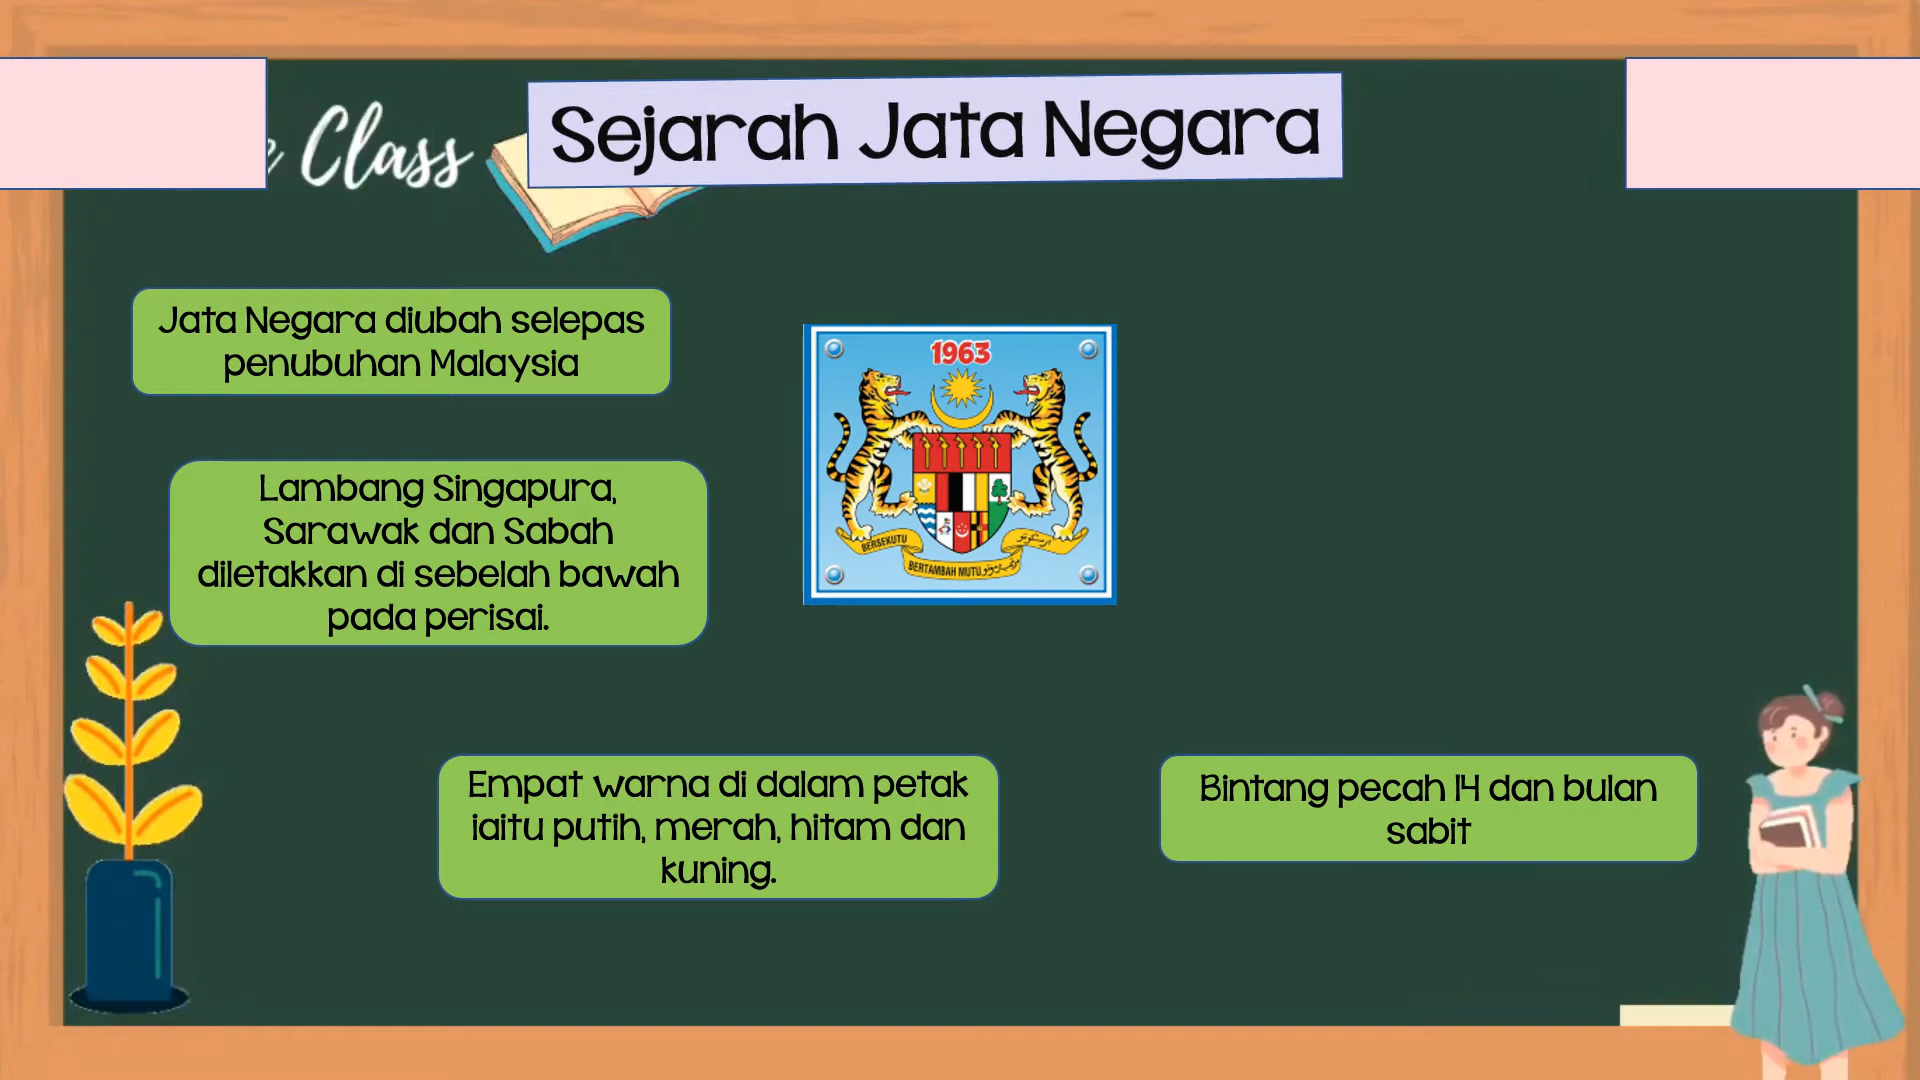 Class
Sejarah Jata Negara
Jata Negara diubah selepas
penubuhan Malaysia
1963
BERSEKUTU
BERTAMBAH MUTU
Lambang Singapura,
Sarawak dan Sabah
diletakkan di sebelah bawah
pada perisai.
Empat warna di dalam petak
iaitu putih, merah, hitam dan
kuning.
Bintang pecah 14 dan bulan
sabit